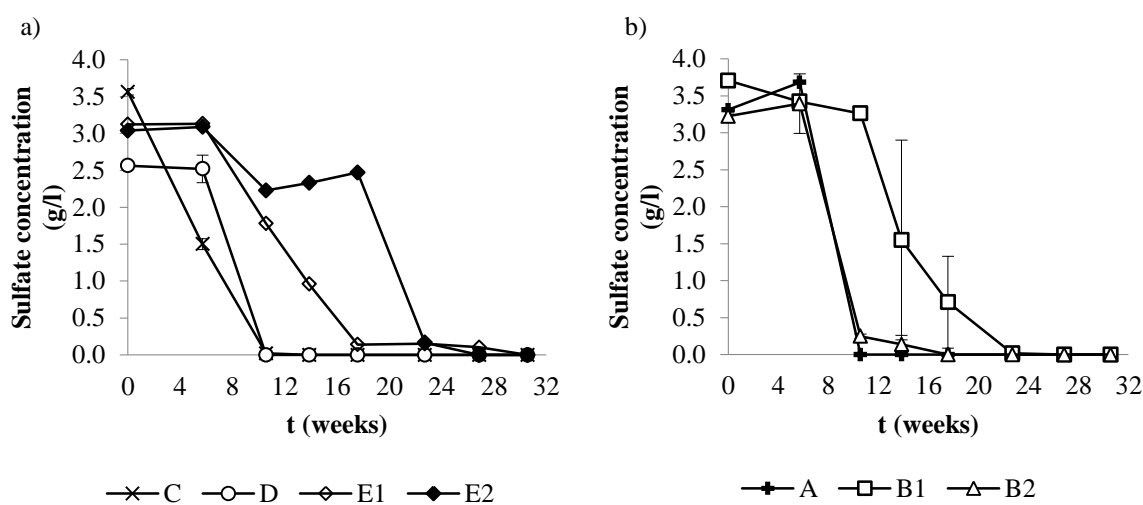 a)
Sulfate concentration
(g/l)
4.0
3.5
3.0
2.5
2.0
1.5
1.0
0.5
0.0
0 4 8 12 16 20 24 28 32
t (weeks)
C D E1 E2
b)
Sulfate concentration
(g/l)
4.0
3.5
3.0
2.5
2.0
1.5
1.0
0.5
0.0
0 4 8 12 16 20 24 28 32
t (weeks)
A B1 B2